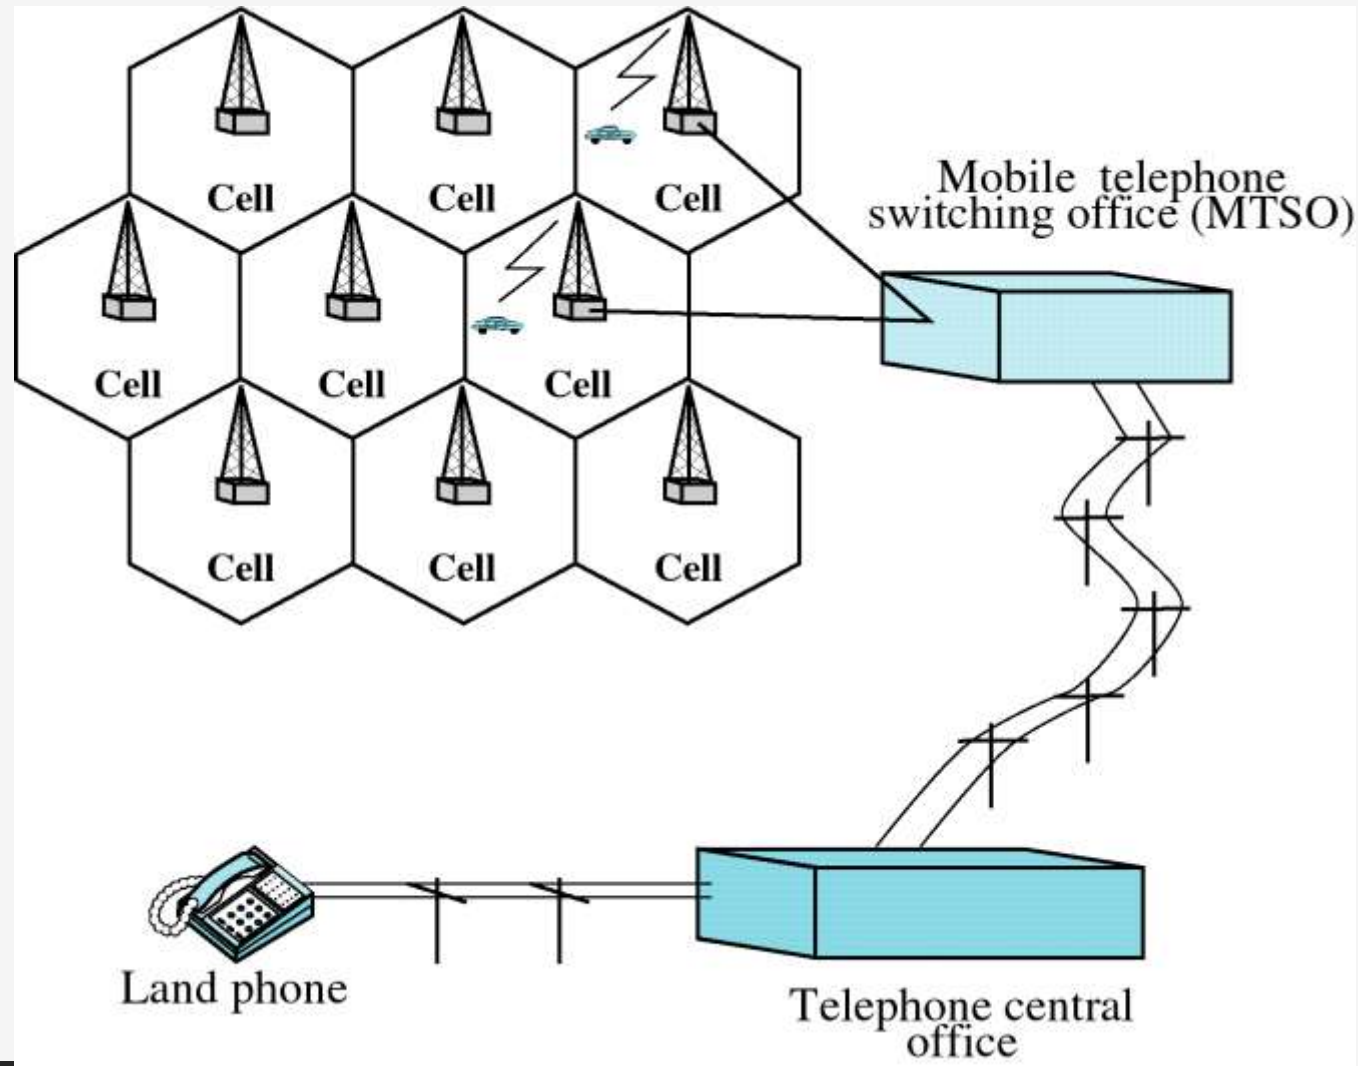 Cell
Cell
Cell
Mobile telephone
switching office (MTSO)
Cell
Cell
Cell
Cell
Cell
Cell
Land phone
Telephone central
office